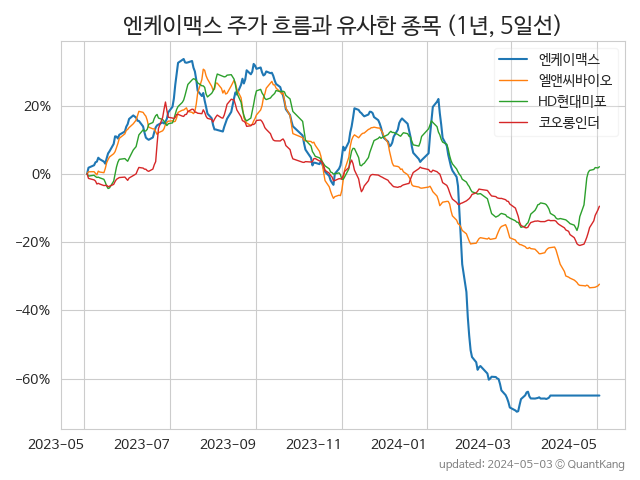 엔케이맥스 주가 흐름과 유사한 종목 (1년, 5일선)
엔케이맥스
엘앤씨바이오
HD현대미포
코오롱인더
20%
0%
−20%
−40%
−60%
2023-05 2023-07 2023-09 2023-11 2024-01 2024-03 2024-05
updated: 2024-05-03 © QuantKang